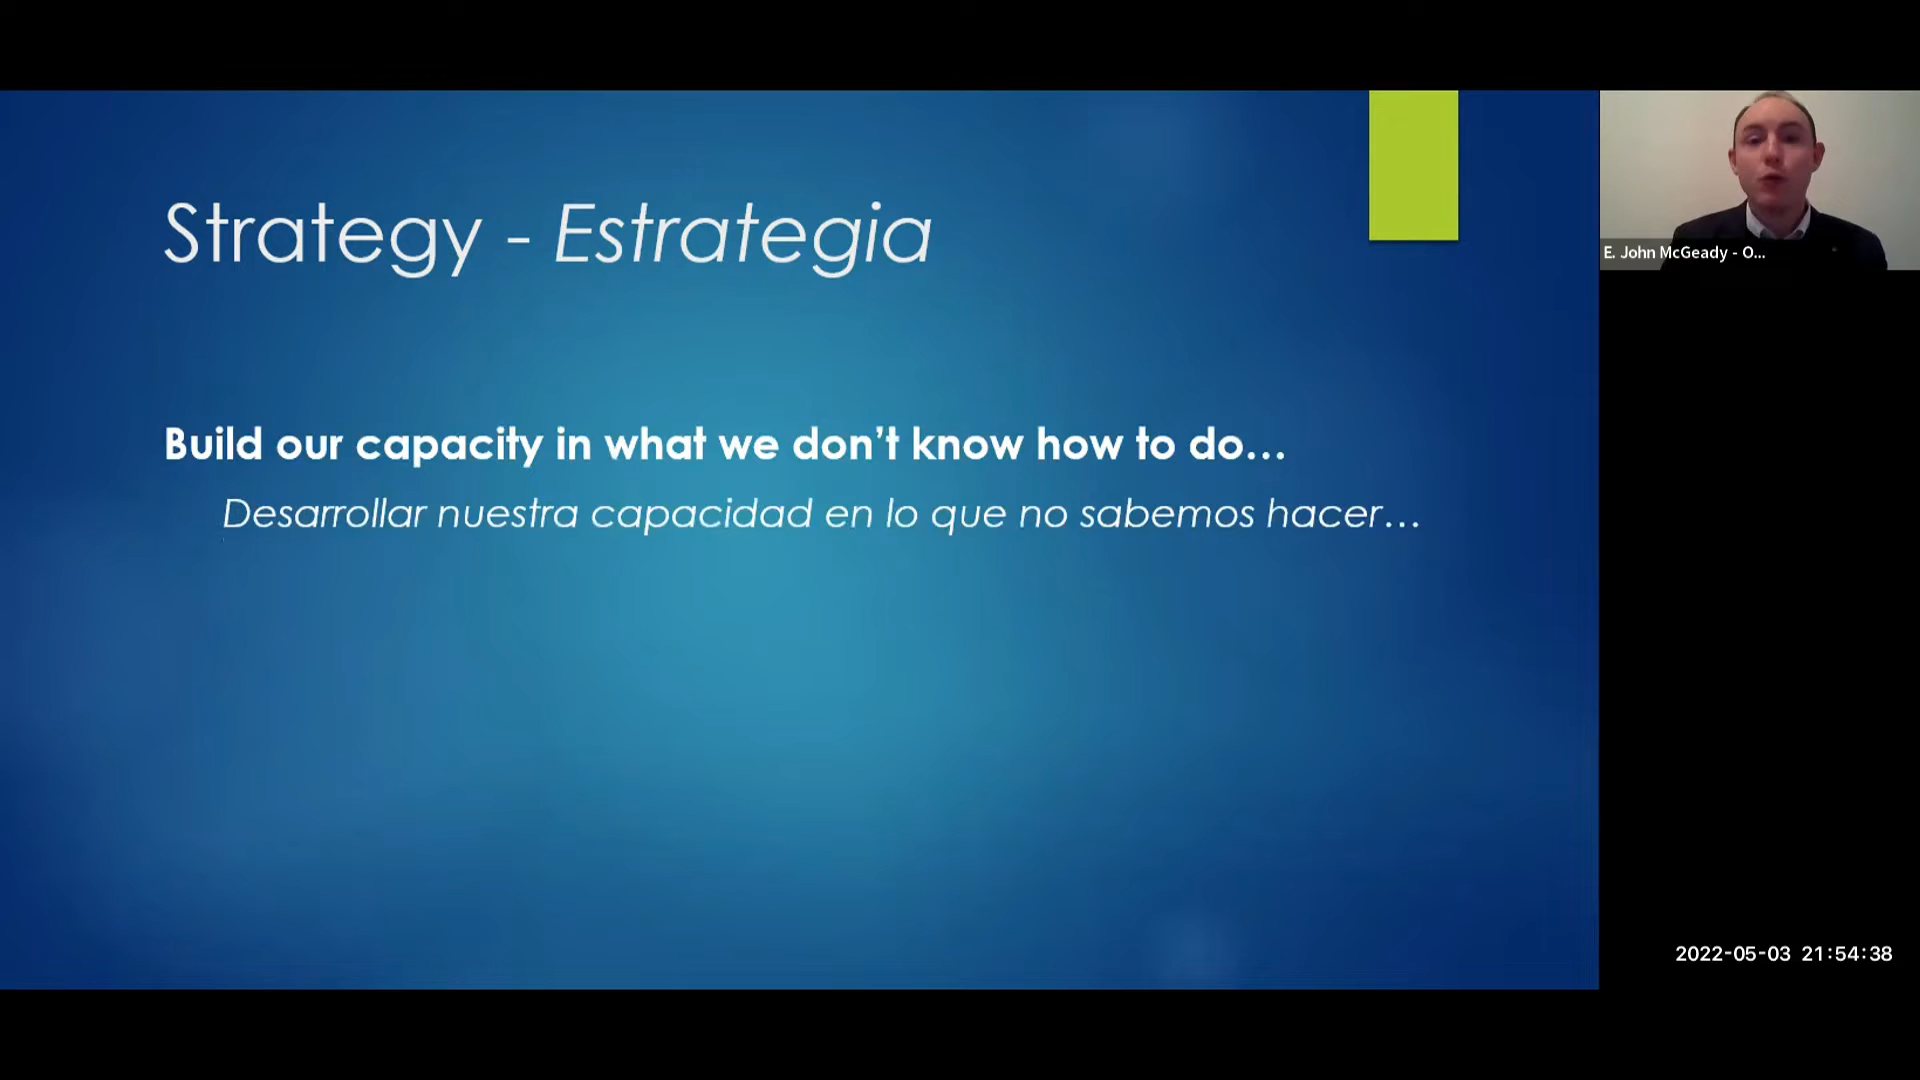 Strategy - Estrategia
Build our capacity in what we don’t know how to do…
Desarrollar nuestra capacidad en lo que no sabemos hacer…
E. John McGeady - O...
2022-05-03 21:54:38